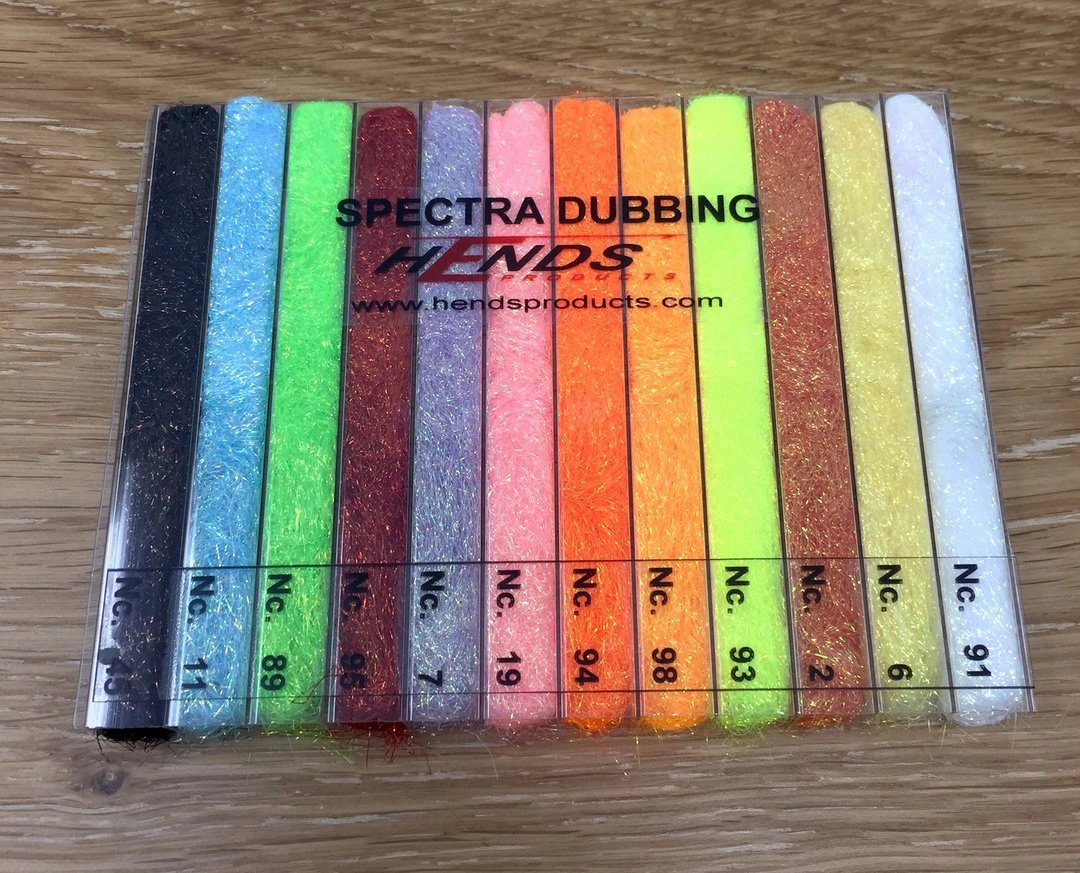 SPECTRA DUBBING
HENDS
PRODUCTS
www.hendsproducts.com
Nc. 45
Nc. 11
Nc. 89
Nc. 95
Nc. 7
Nc. 19
Nc. 94
Nc. 98
Nc. 93
Nc. 2
Nc. 6
Nc. 91